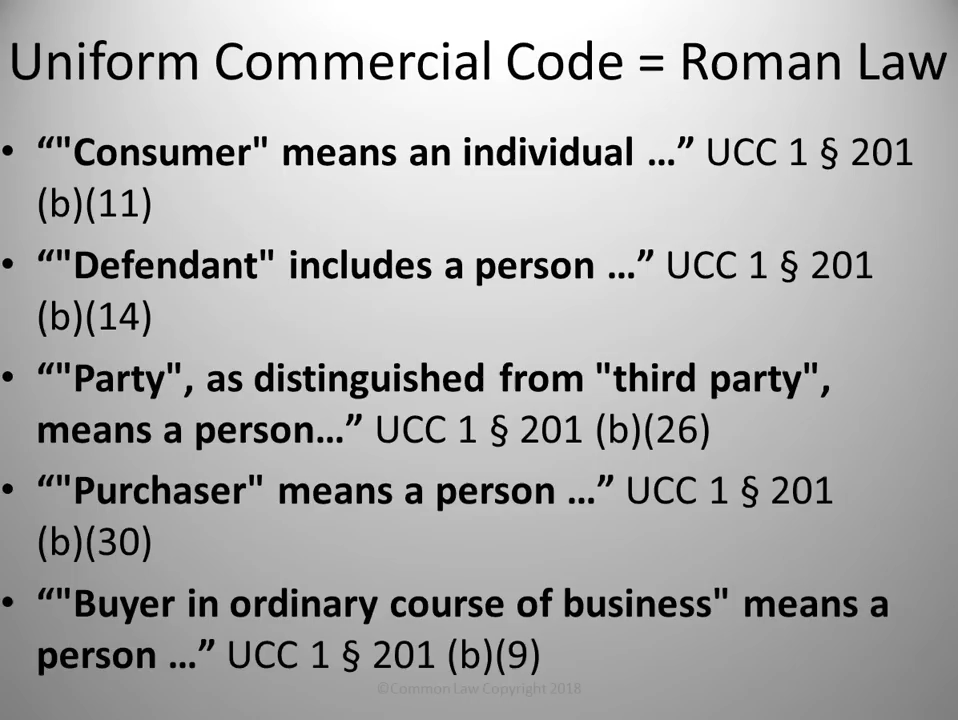 Uniform Commercial Code = Roman Law
• “"Consumer" means an individual …” UCC 1 § 201
(b)(11)
• “"Defendant" includes a person …” UCC 1 § 201
(b)(14)
• “"Party", as distinguished from "third party",
means a person…” UCC 1 § 201 (b)(26)
• “"Purchaser" means a person …” UCC 1 § 201
(b)(30)
• “"Buyer in ordinary course of business" means a
person …” UCC 1 § 201 (b)(9)
©Common Law Copyright 2018